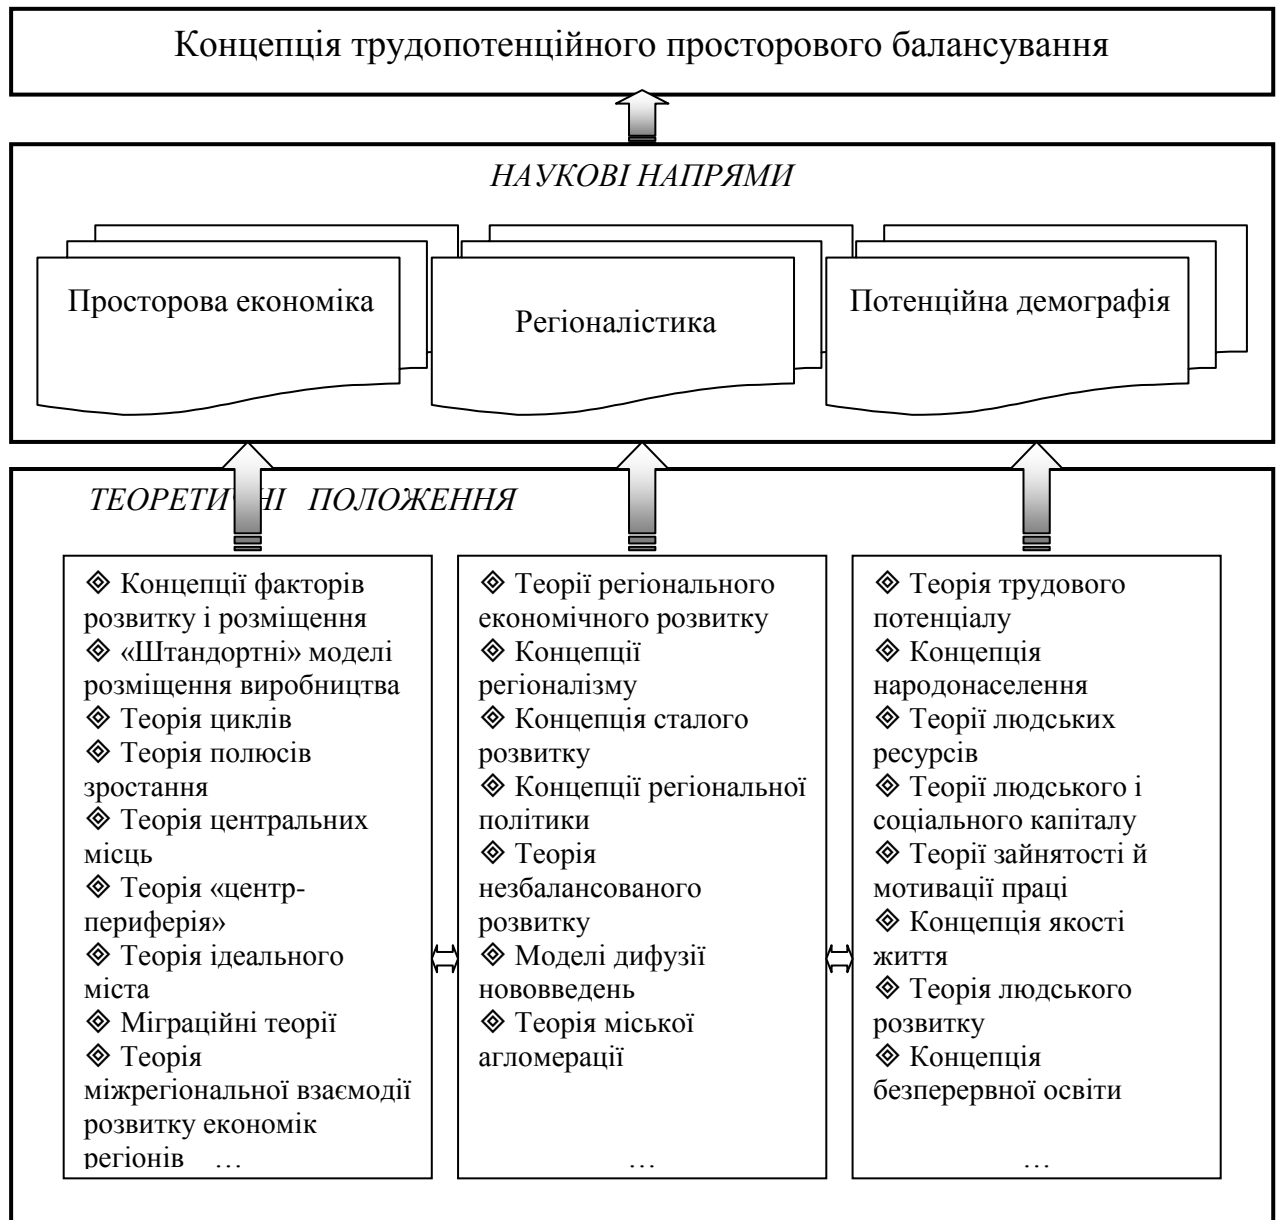 Концепція трудопотенційного просторового балансування
НАУКОВІ НАПРЯМИ
Просторова економіка
Регіоналістика
Потенційна демографія
ТЕОРЕТИ НІ ПОЛОЖЕННЯ
Концепції факторів
розвитку і розміщення
«Штандортні» моделі
розміщення виробництва
Теорія циклів
Теорія полюсів
зростання
Теорія центральних
місць
Теорія «центр-
периферія»
Теорія ідеального
міста
Міграційні теорії
Теорія
міжрегіональної взаємодії
розвитку економік
регіонів …
Теорії регіонального
економічного розвитку
Концепції
регіоналізму
Концепція сталого
розвитку
Концепції регіональної
політики
Теорія
незбалансованого
розвитку
Моделі дифузії
нововведень
Теорія міської
агломерації
…
Теорія трудового
потенціалу
Концепція
народонаселення
Теорії людських
ресурсів
Теорії людського і
соціального капіталу
Теорії зайнятості й
мотивації праці
Концепція якості
життя
Теорія людського
розвитку
Концепція
безперервної освіти
…